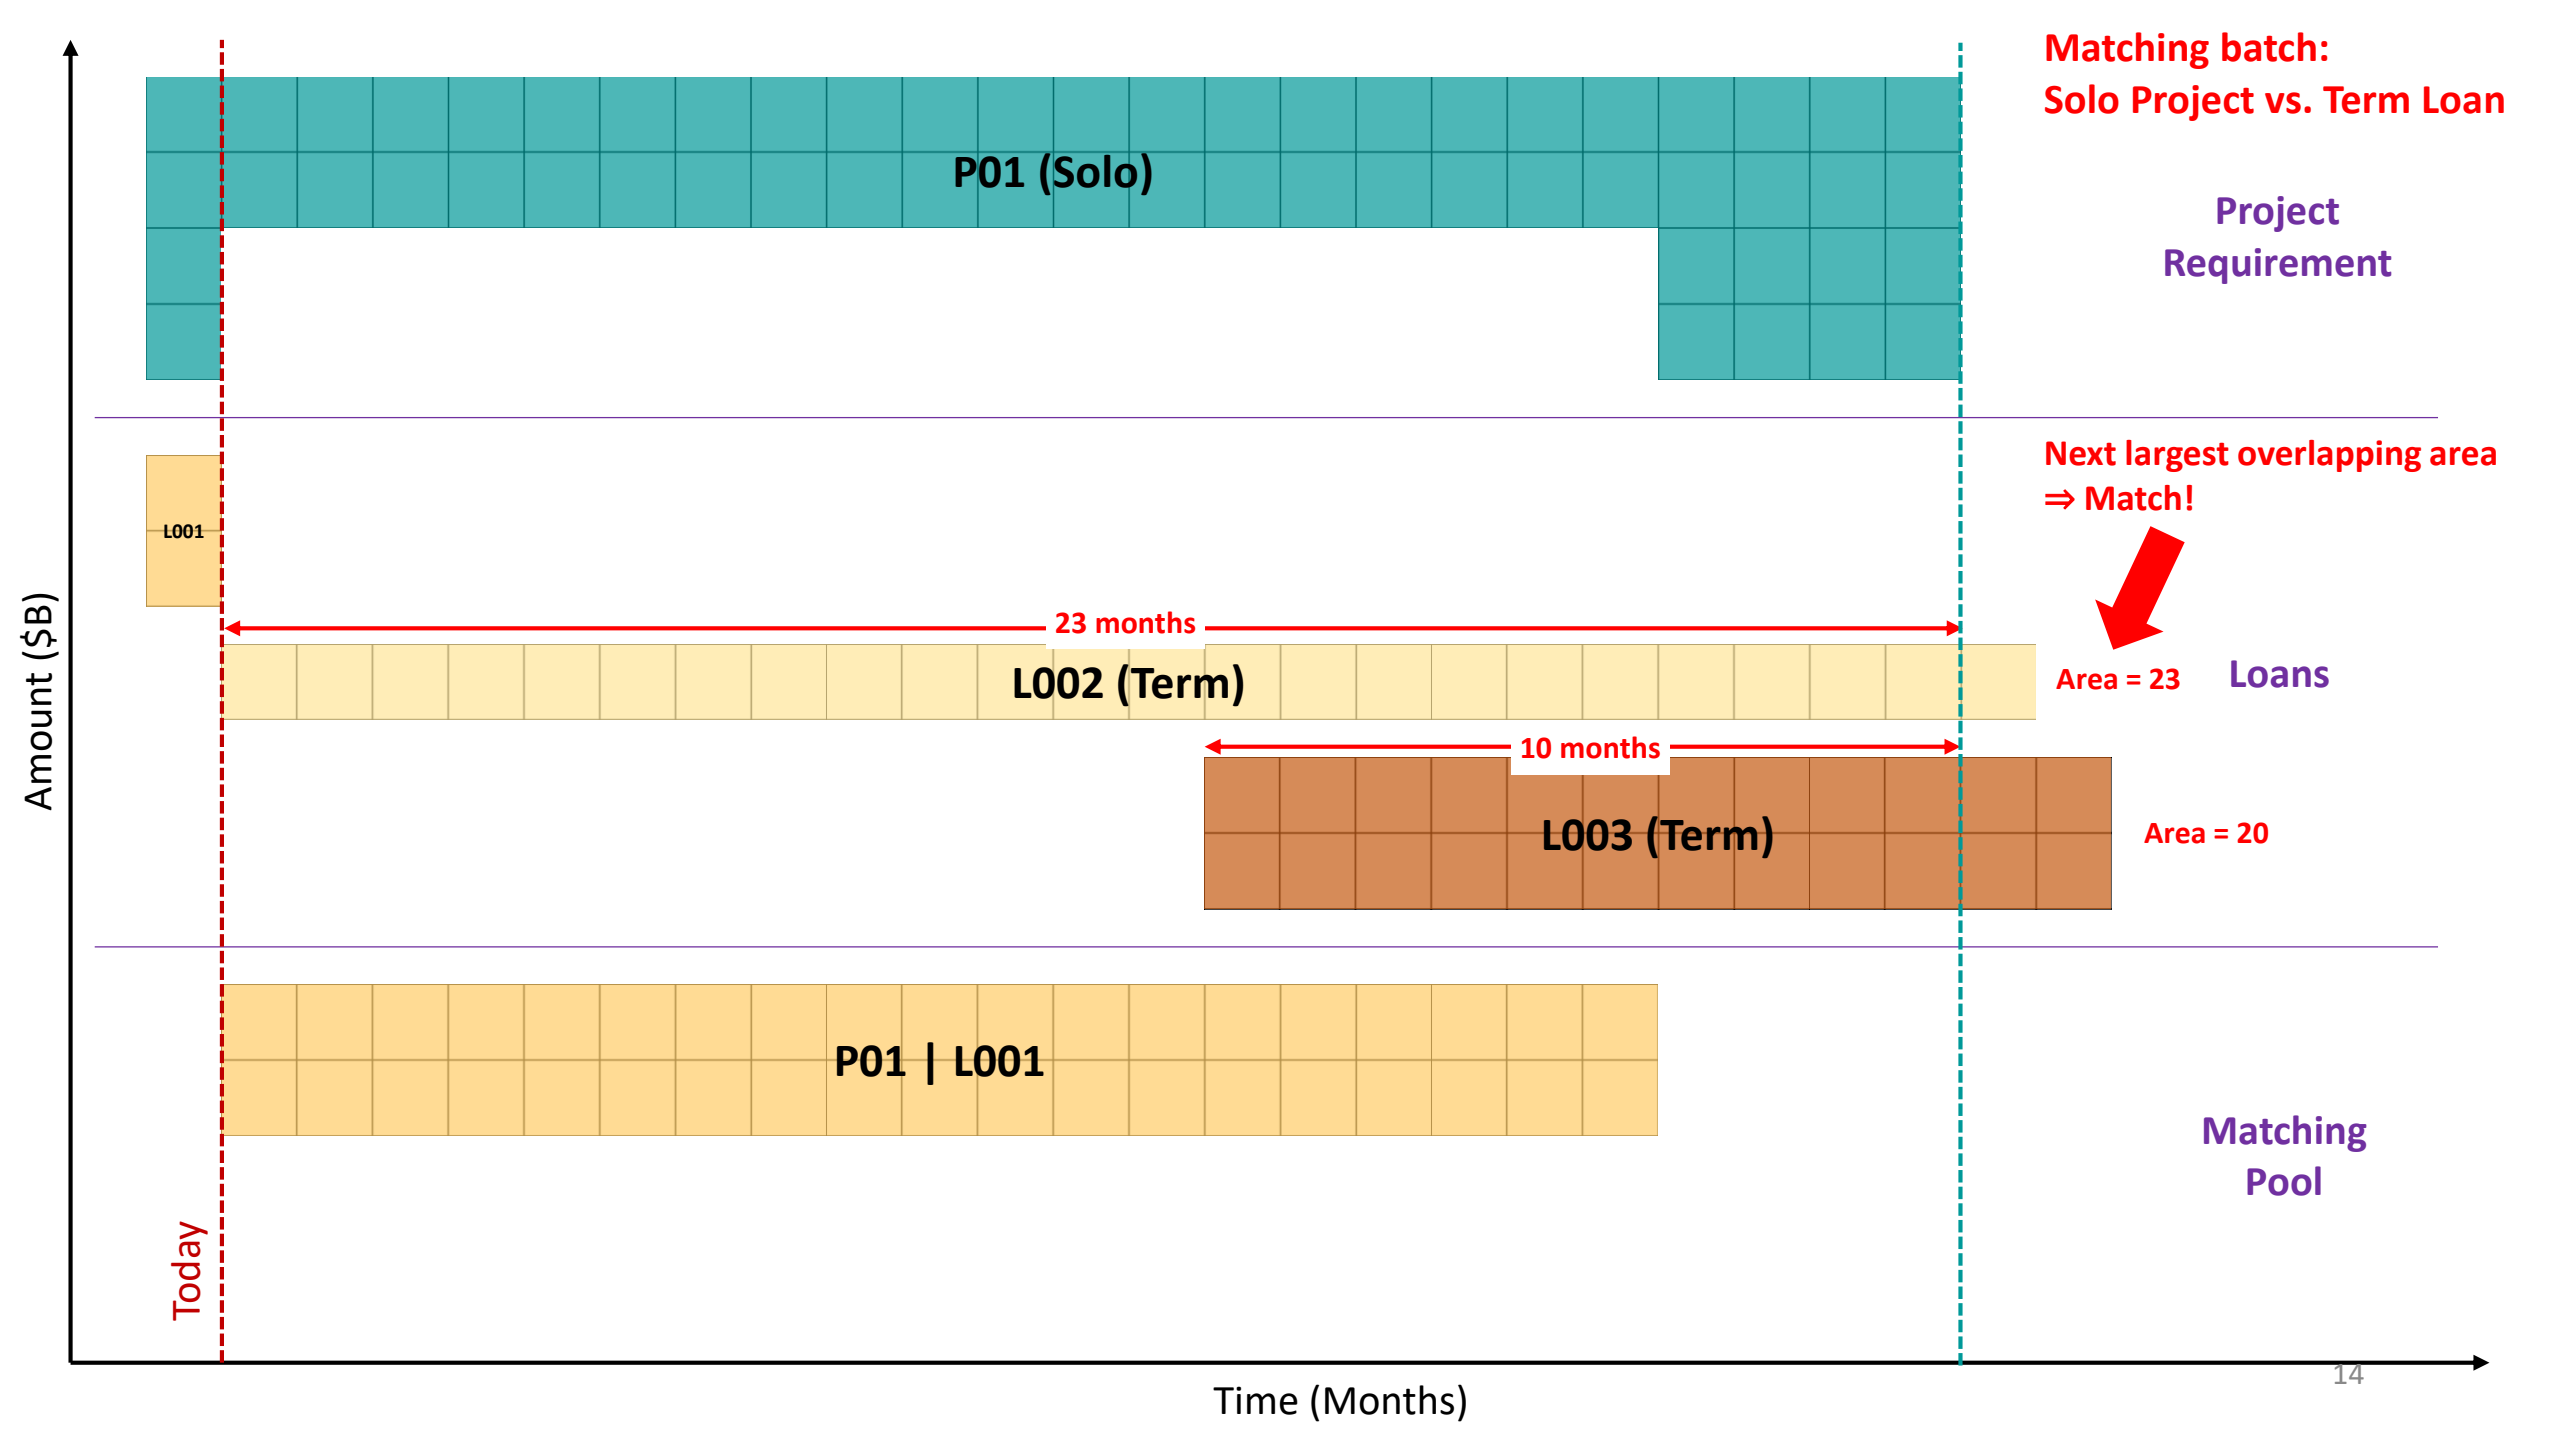 Matching batch:
Solo Project vs. Term Loan
P01 (Solo)
Project
Requirement
Next largest overlapping area
⇒ Match!
L001
23 months
L002 (Term)
Area = 23
Loans
10 months
L003 (Term)
Area = 20
P01 | L001
Matching
Pool
Amount ($B)
Today
Time (Months)
14